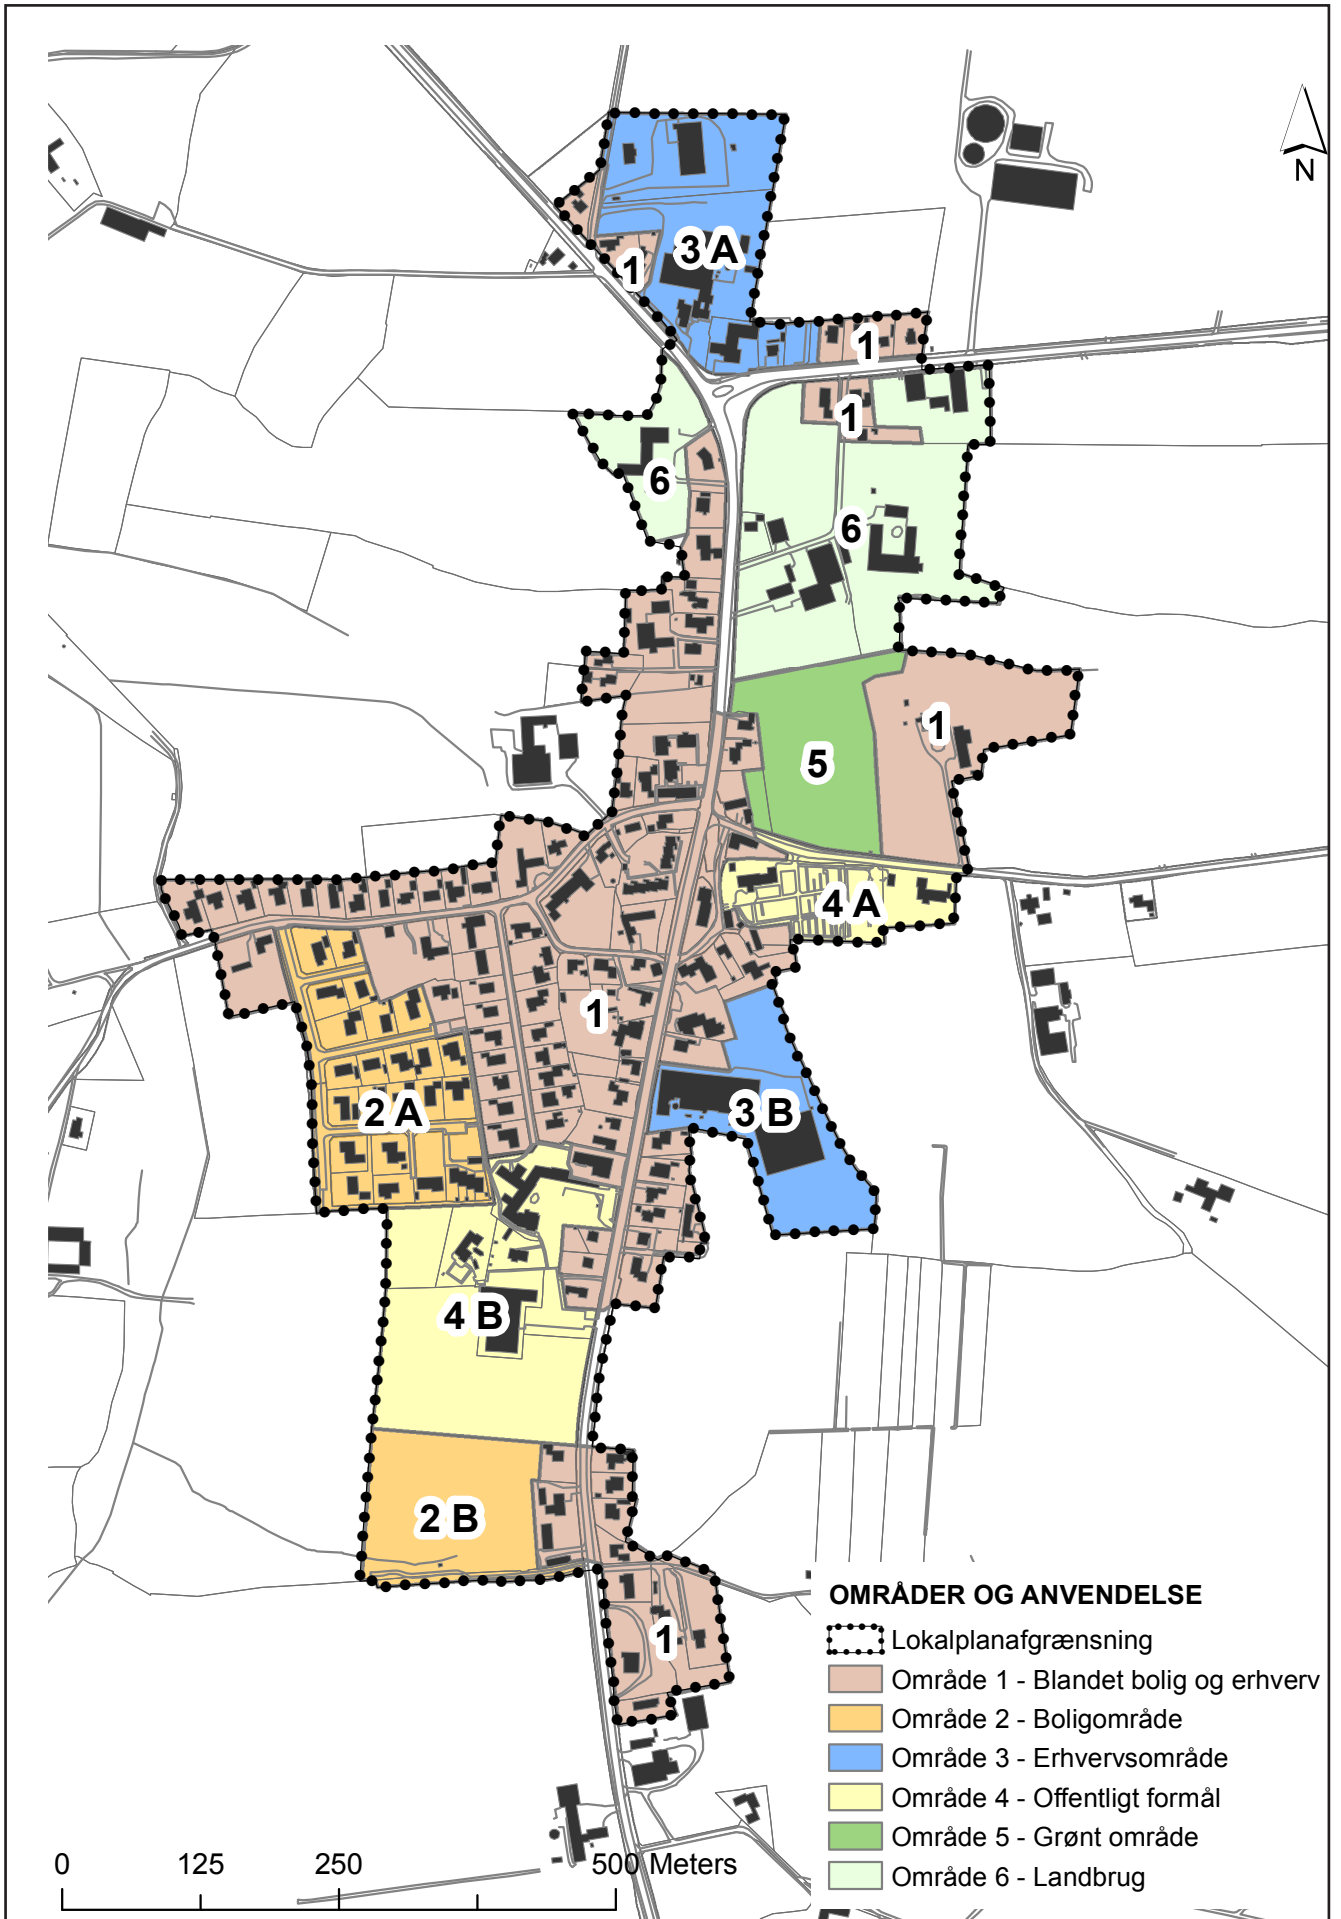 N
3 A
1
1
1
6
6
1
5
4 A
1
2 A
3 B
4 B
2 B
1
OMRÅDER OG ANVENDELSE
Lokalplanafgrænsning
Område 1 - Blandet bolig og erhverv
Område 2 - Boligområde
Område 3 - Erhvervsområde
Område 4 - Offentligt formål
Område 5 - Grønt område
Område 6 - Landbrug
0 125 250 500 Meters